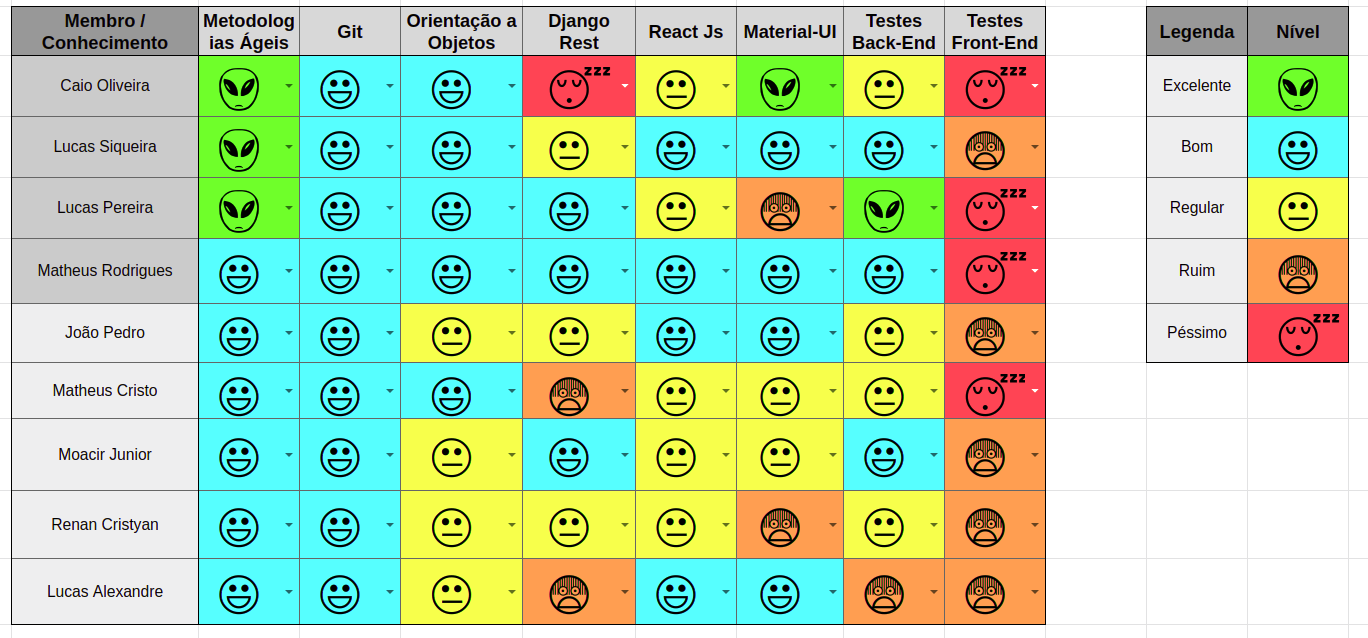 Membro /
Conhecimento
Metodolog
ias Ágeis
Git
Orientação a
Objetos
Django
Rest
React Js
Material-UI
Testes
Back-End
Testes
Front-End
Legenda
Nível
Caio Oliveira
zzz
zzz
Excelente
Lucas Siqueira
Bom
Lucas Pereira
zzz
Regular
Matheus Rodrigues
zzz
Ruim
João Pedro
Péssimo
zzz
Matheus Cristo
zzz
Moacir Junior
Renan Cristyan
Lucas Alexandre